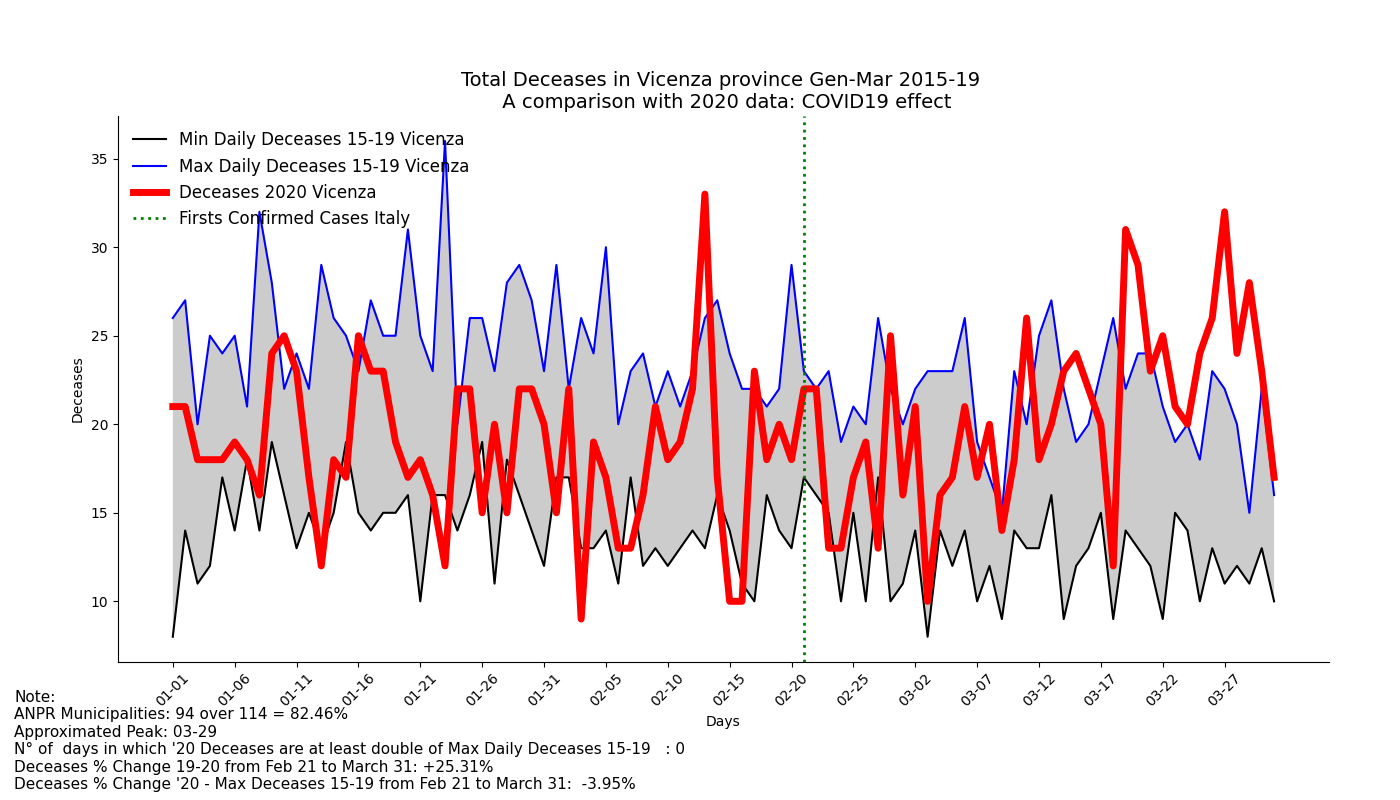 Total Deceases in Vicenza province Gen-Mar 2015-19
A comparison with 2020 data: COVID19 effect
Min Daily Deceases 15-19 Vicenza
Max Daily Deceases 15-19 Vicenza
Deceases 2020 Vicenza
Firsts Confirmed Cases Italy
35
30
25
20
15
10
Deceases
01-01 01-06 01-11 01-16 01-21 01-26 01-31 02-05 02-10 02-15 02-20 02-25 03-02 03-07 03-12 03-17 03-22 03-27
Days
Note:
ANPR Municipalities: 94 over 114 = 82.46%
Approximated Peak: 03-29
N° of  days in which '20 Deceases are at least double of Max Daily Deceases 15-19   : 0
Deceases % Change 19-20 from Feb 21 to March 31: +25.31%
Deceases % Change '20 - Max Deceases 15-19 from Feb 21 to March 31:  -3.95%